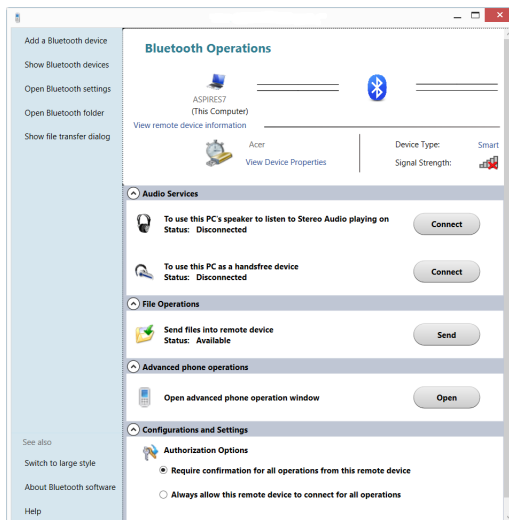 Add a Bluetooth device
Show Bluetooth devices
Open Bluetooth settings
Open Bluetooth folder
Show file transfer dialog
See also
Switch to large style
About Bluetooth software
Help
Bluetooth Operations
ASPIRES7
(This Computer)
View remote device information
Acer
View Device Properties
Device Type: Smart
Signal Strength:
Audio Services
To use this PC's speaker to listen to Stereo Audio playing on
Status: Disconnected
Connect
To use this PC as a handsfree device
Status: Disconnected
Connect
File Operations
Send files into remote device
Status: Available
Send
Advanced phone operations
Open advanced phone operation window
Open
Configurations and Settings
Authorization Options
Require confirmation for all operations from this remote device
Always allow this remote device to connect for all operations